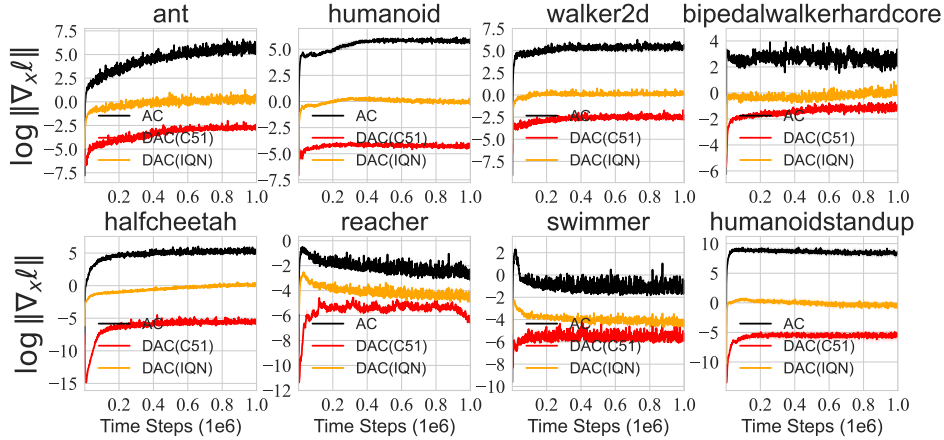 ant humanoid walker2d bipedalwalkerhardcore
log ‖∇ₓℓ‖
7.5 5.0 2.5 0.0 −2.5 −5.0 −7.5
AC
DAC(C51)
DAC(IQN)
0.2 0.4 0.6 0.8 1.0
5.0 2.5 0.0 −2.5 −5.0 −7.5
AC
DAC(C51)
DAC(IQN)
0.2 0.4 0.6 0.8 1.0
7.5 5.0 2.5 0.0 −2.5 −5.0 −7.5
AC
DAC(C51)
DAC(IQN)
0.2 0.4 0.6 0.8 1.0
4 2 0 −2 −4 −6
AC
DAC(C51)
DAC(IQN)
0.2 0.4 0.6 0.8 1.0
halfcheetah reacher swimmer humanoidstandup
log ‖∇ₓℓ‖
5 0 −5 −10 −15
AC
DAC(C51)
DAC(IQN)
0.2 0.4 0.6 0.8 1.0
Time Steps (1e6)
0 −2 −4 −6 −8 −10 −12
AC
DAC(C51)
DAC(IQN)
0.2 0.4 0.6 0.8 1.0
Time Steps (1e6)
2 0 −2 −4 −6 −8 −10
AC
DAC(C51)
DAC(IQN)
0.2 0.4 0.6 0.8 1.0
Time Steps (1e6)
10 5 0 −5 −10
AC
DAC(C51)
DAC(IQN)
0.2 0.4 0.6 0.8 1.0
Time Steps (1e6)